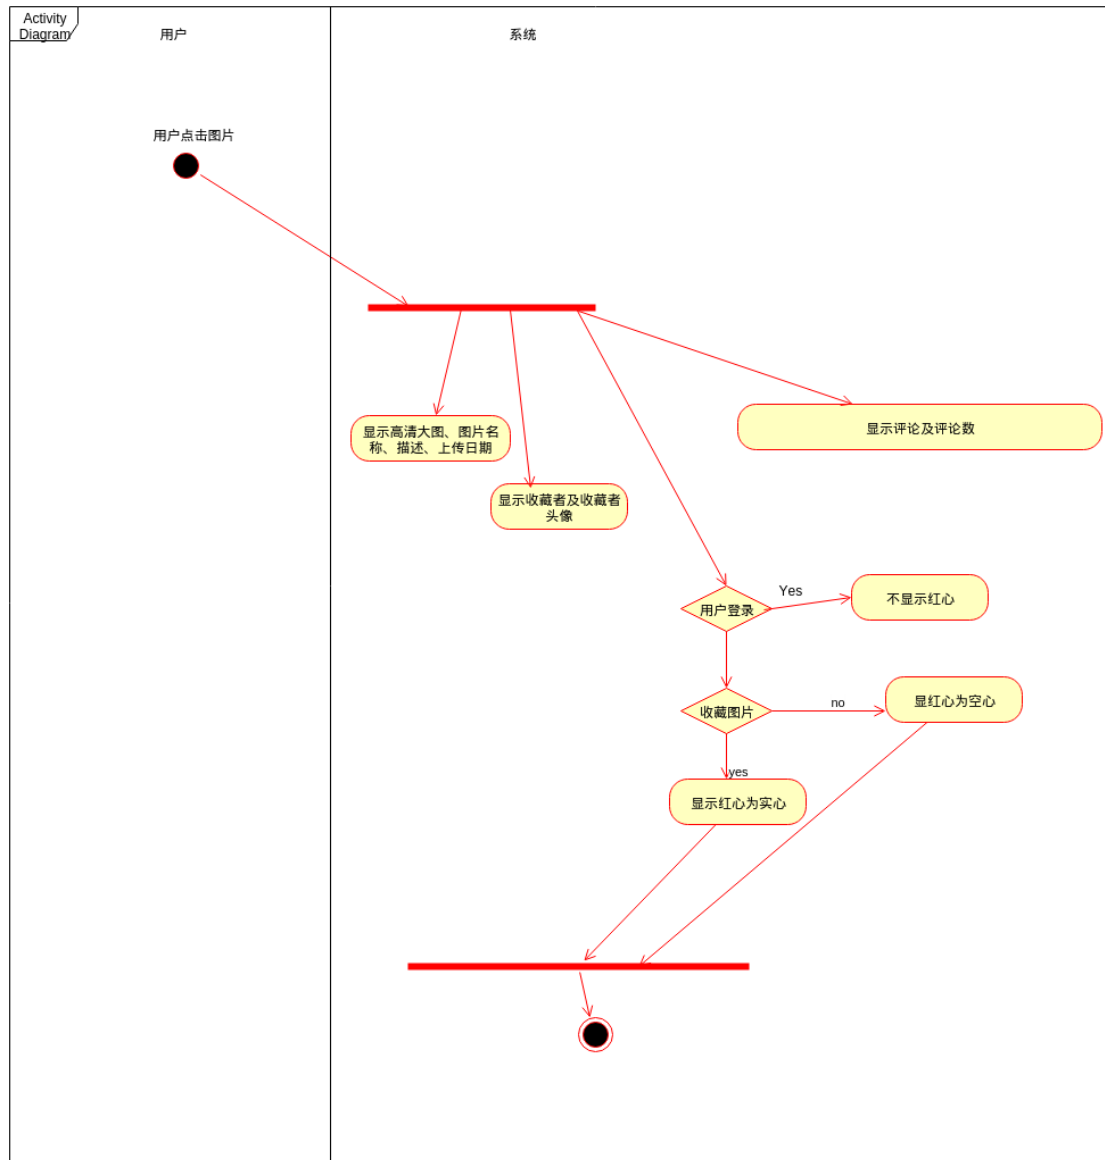 Activity
Diagram
用户
系统
用户点击图片
显示高清大图、图片名
称、描述、上传日期
显示评论及评论数
显示收藏者及收藏者
头像
用户登录
Yes
不显示红心
收藏图片
no
显红心为空心
yes
显示红心为实心